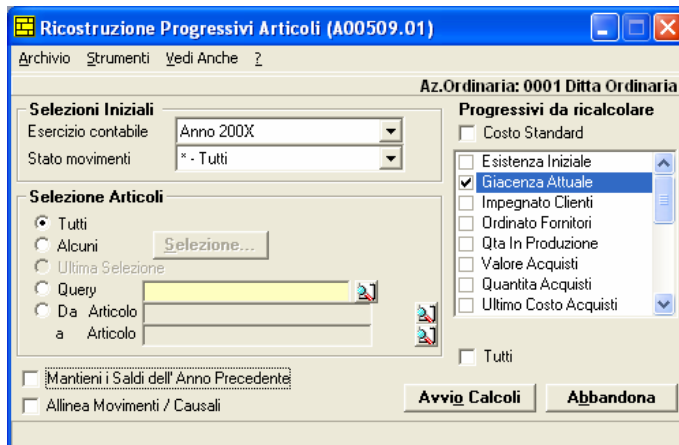 Ricostruzione Progressivi Articoli (A00509.01)
Archivio Strumenti Vedi Anche ?
Az.Ordinaria: 0001 Ditta Ordinaria
Selezioni Iniziali
Esercizio contabile Anno 200X
Stato movimenti * - Tutti
Selezione Articoli
Tutti
Alcuni Selezione...
Ultima Selezione
Query
Da Articolo
a Articolo
Mantieni i Saldi dell' Anno Precedente
Allinea Movimenti / Causali
Progressivi da ricalcolare
Costo Standard
Esistenza Iniziale
Giacenza Attuale
Impegnato Clienti
Ordinato Fornitori
Qta In Produzione
Valore Acquisti
Quantita Acquisti
Ultimo Costo Acquisti
Tutti
Avvio Calcoli Abbandona